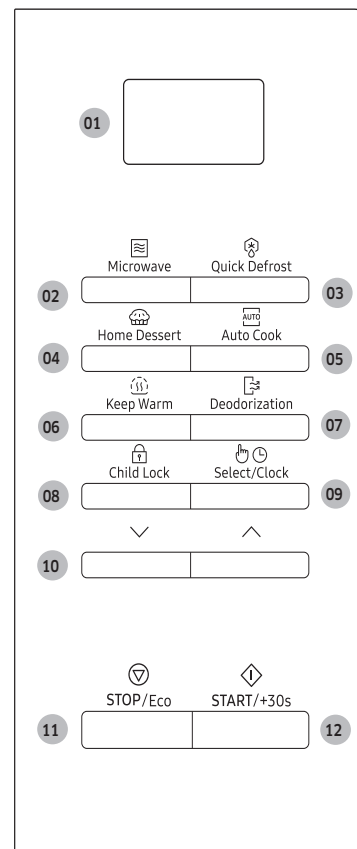 01
Microwave Quick Defrost
02 03
Home Dessert AUTO Auto Cook
04 05
Keep Warm Deodorization
06 07
Child Lock Select/Clock
08 09
10
STOP/Eco START/+30s
11 12